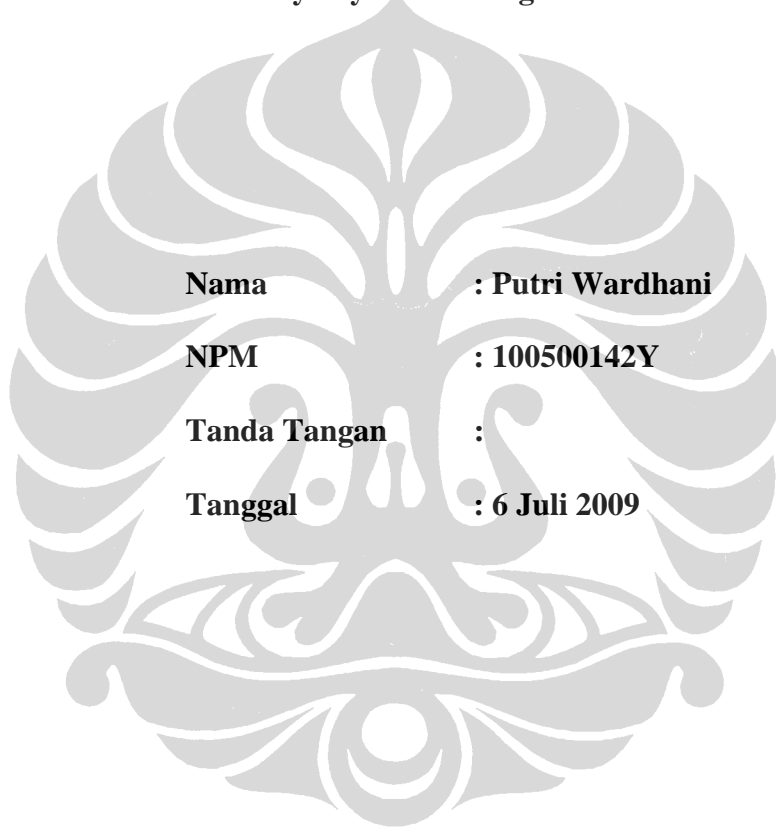 Nama : Putri Wardhani
NPM : 100500142Y
Tanda Tangan :
Tanggal : 6 Juli 2009